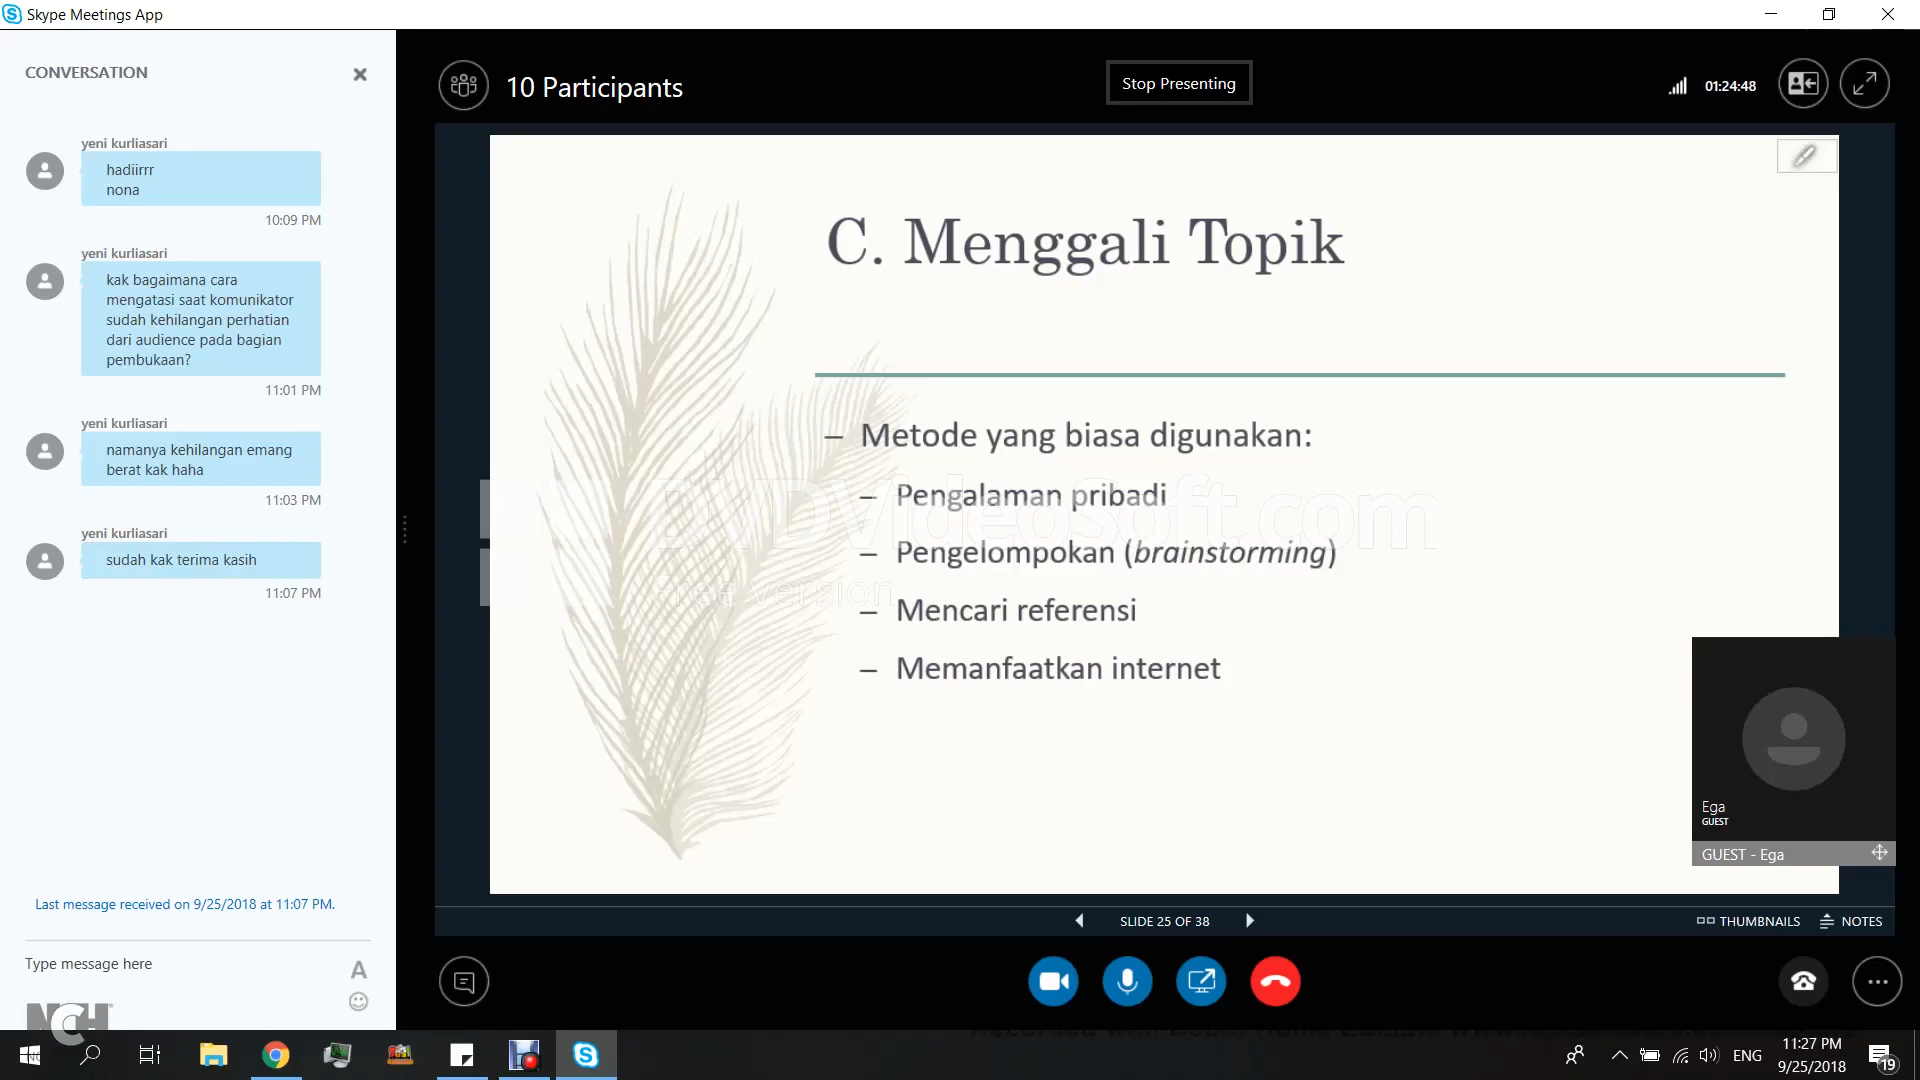 Skype Meetings App
CONVERSATION
yeni kurliasari
hadiirrr
nona
10:09 PM
yeni kurliasari
kak bagaimana cara
mengatasi saat komunikator
sudah kehilangan perhatian
dari audience pada bagian
pembukaan?
11:01 PM
yeni kurliasari
namanya kehilangan emang
berat kak haha
11:03 PM
yeni kurliasari
sudah kak terima kasih
11:07 PM
Last message received on 9/25/2018 at 11:07 PM.
Type message here
A
NCH
10 Participants
Stop Presenting
01:24:48
C. Menggali Topik
– Metode yang biasa digunakan:
– Pengalaman pribadi
– Pengelompokan (brainstorming)
– Mencari referensi
– Memanfaatkan internet
DVDVideoSoft.com
Free version
Ega
GUEST
GUEST - Ega
SLIDE 25 OF 38
THUMBNAILS
NOTES
ENG
11:27 PM
9/25/2018
19